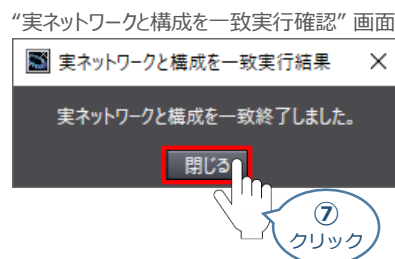 “実ネットワークと構成を一致実行確認” 画面
実ネットワークと構成を一致実行結果
実ネットワークと構成を一致終了しました。
閉じる
⑦
クリック